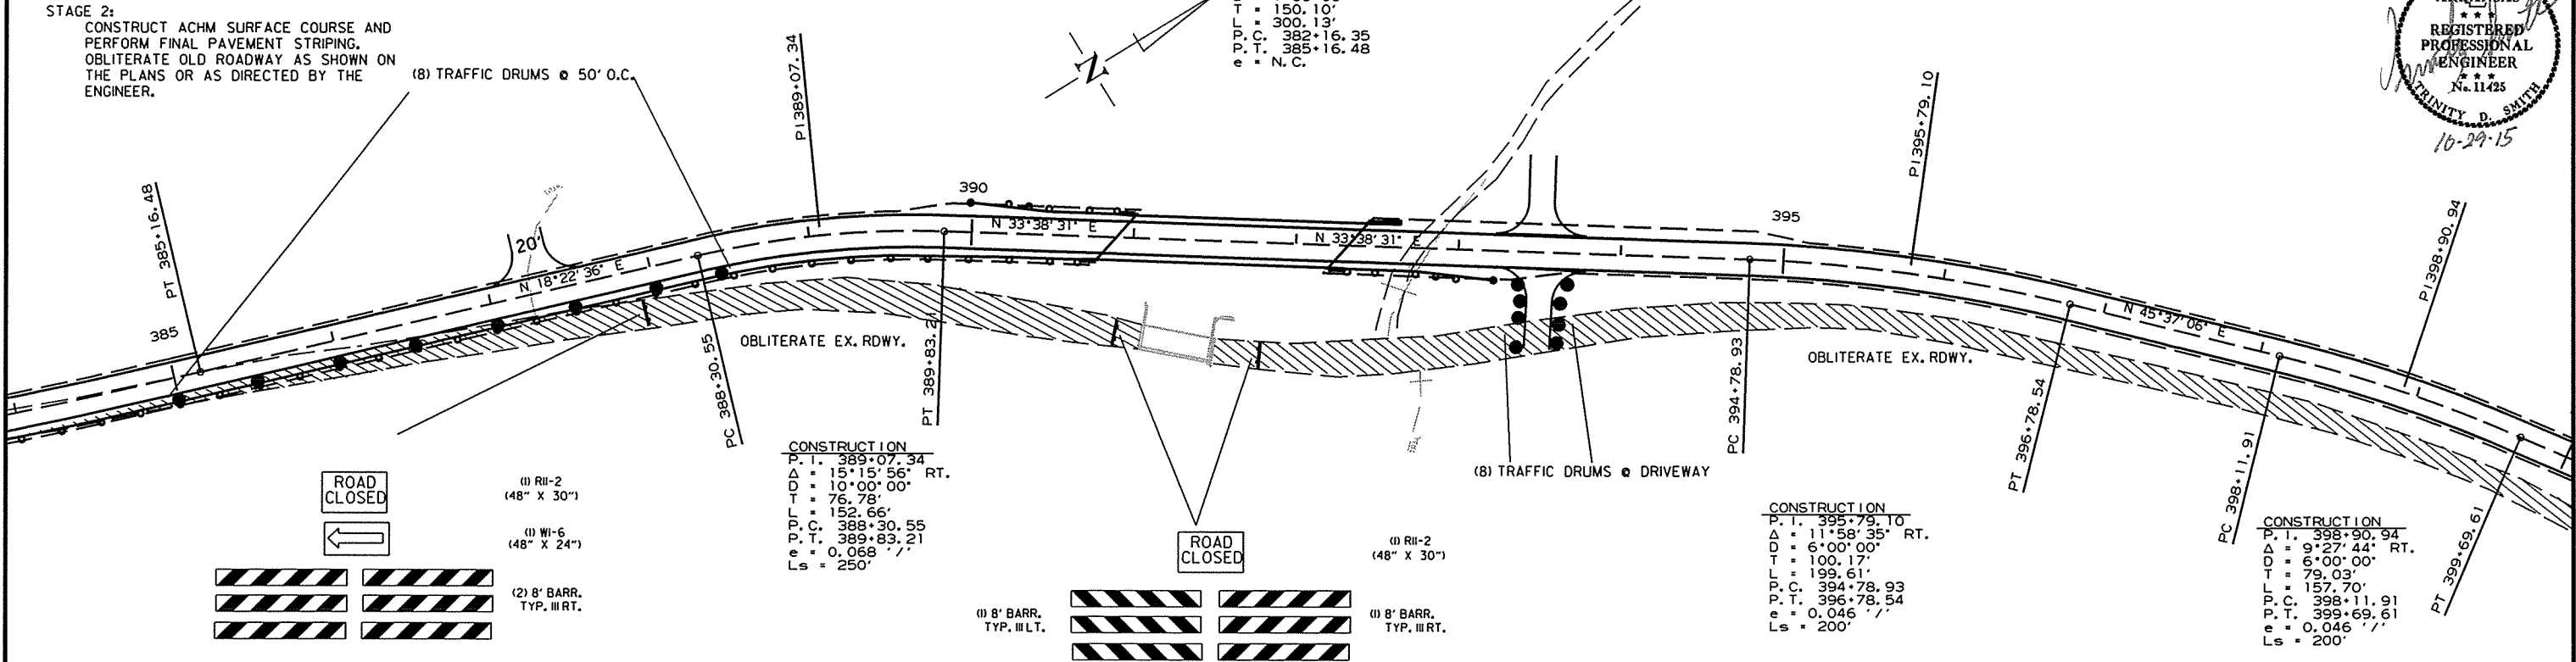 STAGE 2:
CONSTRUCT ACHM SURFACE COURSE AND
PERFORM FINAL PAVEMENT STRIPING.
OBLITERATE OLD ROADWAY AS SHOWN ON
THE PLANS OR AS DIRECTED BY THE
ENGINEER.
(8) TRAFFIC DRUMS @ 50' O.C.
T = 150.10'
L = 300.13'
P.C. 382+16.35
P.T. 385+16.48
e = N.C.
N
REGISTERED
PROFESSIONAL
ENGINEER
No. 11425
TRINITY D. SMITH
10-29-15
PT 385+16.48
385
20'
N 18°22'36" E
PI 389+07.34
390
N 33°38'31" E
N 33°38'31" E
395
PI 395+79.10
N 45°37'06" E
PI 398+90.94
PC 388+30.55
OBLITERATE EX. RDWY.
PT 389+83.2
PC 394+78.93
OBLITERATE EX. RDWY.
PT 396+78.54
PC 398+11.91
PT 399+69.61
(8) TRAFFIC DRUMS @ DRIVEWAY
ROAD
CLOSED
(1) R11-2
(48" X 30")
(1) W1-6
(48" X 24")
(2) 8' BARR.
TYP. III RT.
CONSTRUCTION
P.I. 389+07.34
Δ = 15°15'56" RT.
D = 10°00'00"
T = 76.78'
L = 152.66'
P.C. 388+30.55
P.T. 389+83.21
e = 0.068 '/'
Ls = 250'
ROAD
CLOSED
(1) R11-2
(48" X 30")
(1) 8' BARR.
TYP. III LT.
(1) 8' BARR.
TYP. III RT.
CONSTRUCTION
P.I. 395+79.10
Δ = 11°58'35" RT.
D = 6°00'00"
T = 100.17'
L = 199.61'
P.C. 394+78.93
P.T. 396+78.54
e = 0.046 '/'
Ls = 200'
CONSTRUCTION
P.I. 398+90.94
Δ = 9°27'44" RT.
D = 6°00'00"
T = 79.03'
L = 157.70'
P.C. 398+11.91
P.T. 399+69.61
e = 0.046 '/'
Ls = 200'